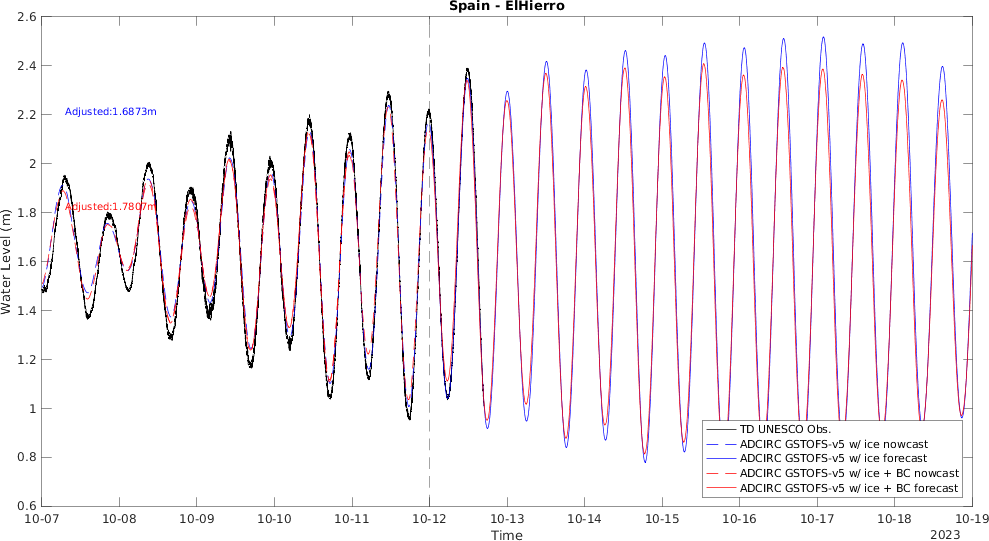 Spain - ElHierro
2.6
2.4
2.2
2
1.8
1.6
1.4
1.2
1
0.8
0.6
Water Level (m)
Adjusted:1.6873m
Adjusted:1.7807m
TD UNESCO Obs.
ADCIRC GSTOFS-v5 w/ ice nowcast
ADCIRC GSTOFS-v5 w/ ice forecast
ADCIRC GSTOFS-v5 w/ ice + BC nowcast
ADCIRC GSTOFS-v5 w/ ice + BC forecast
10-07 10-08 10-09 10-10 10-11 10-12 10-13 10-14 10-15 10-16 10-17 10-18 10-19
Time
2023